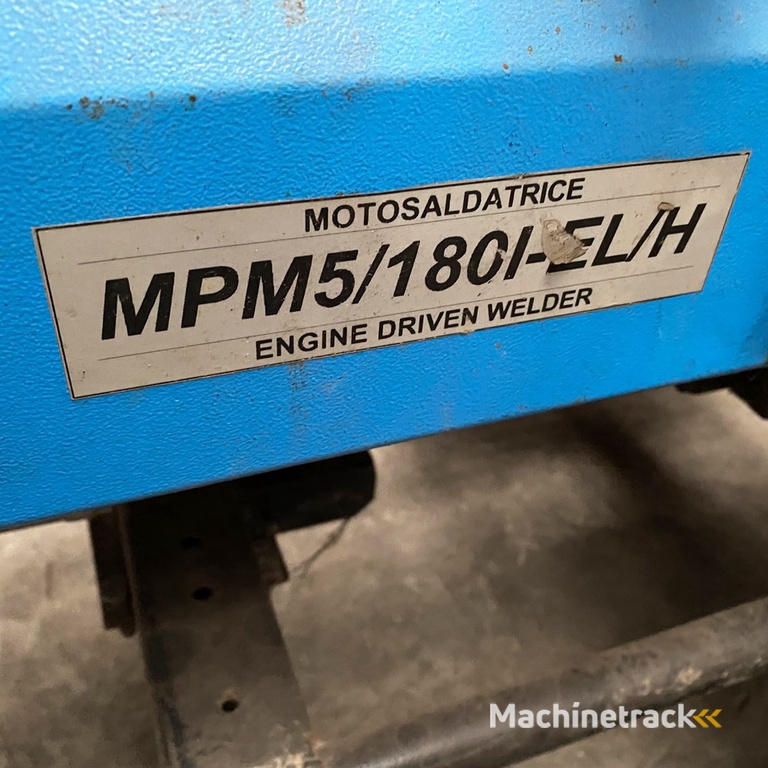 MOTOSALDATRICE
MPM5/180I-EL/H
ENGINE DRIVEN WELDER
Machinetrack